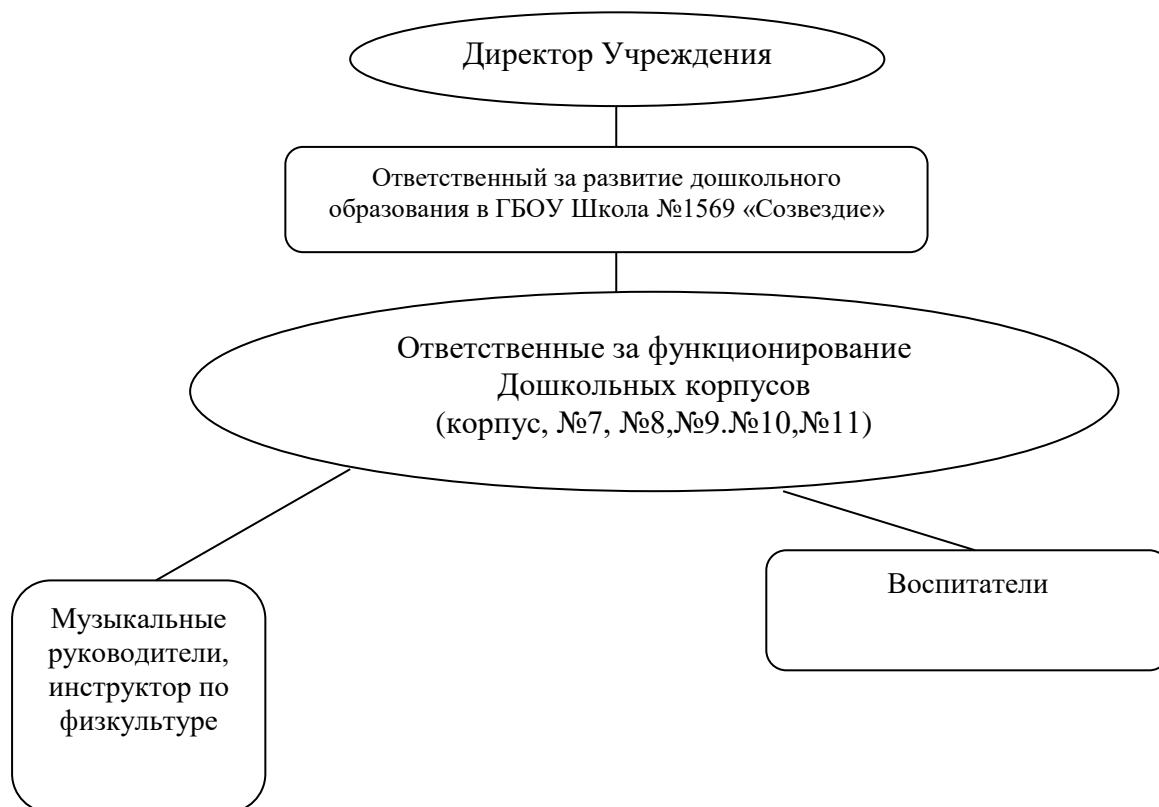 Директор Учреждения
Ответственный за развитие дошкольного
образования в ГБОУ Школа №1569 «Созвездие»
Ответственные за функционирование
Дошкольных корпусов
(корпус, №7, №8,№9.№10,№11)
Воспитатели
Музыкальные
руководители,
инструктор по
физкультуре